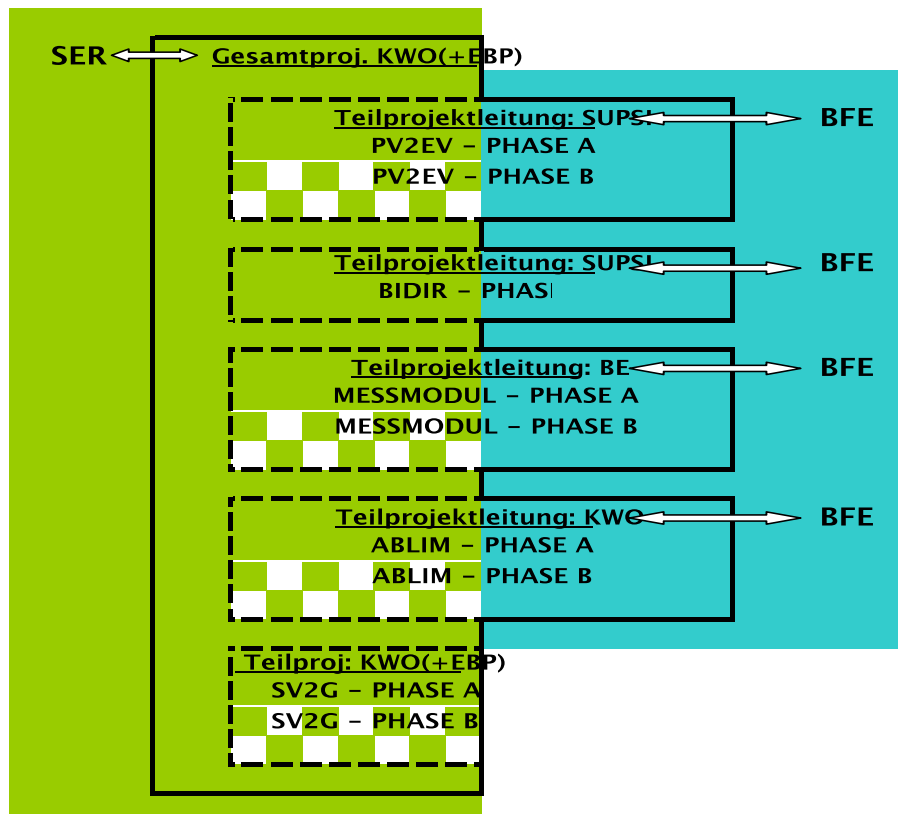 SER
Gesamtproj. KWO(+EBP)
Teilprojektleitung: SUPSI
BFE
PV2EV – PHASE A
PV2EV – PHASE B
Teilprojektleitung: SUPSI
BFE
BIDIR – PHAS
Teilprojektleitung: BE
BFE
MESSMODUL – PHASE A
MESSMODUL – PHASE B
Teilprojektleitung: KWO
BFE
ABLIM – PHASE A
ABLIM – PHASE B
Teilproj: KWO(+EBP)
SV2G – PHASE A
SV2G – PHASE B